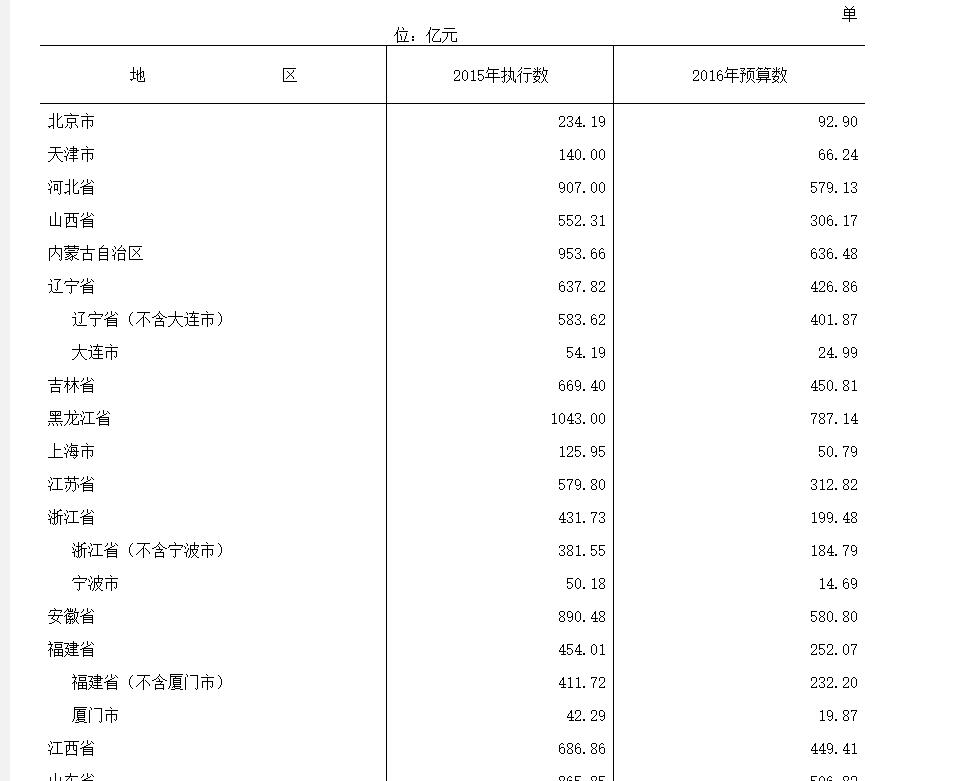 单
位：亿元
地 区 2015年执行数 2016年预算数
北京市 234.19 92.90
天津市 140.00 66.24
河北省 907.00 579.13
山西省 552.31 306.17
内蒙古自治区 953.66 636.48
辽宁省 637.82 426.86
辽宁省（不含大连市） 583.62 401.87
大连市 54.19 24.99
吉林省 669.40 450.81
黑龙江省 1043.00 787.14
上海市 125.95 50.79
江苏省 579.80 312.82
浙江省 431.73 199.48
浙江省（不含宁波市） 381.55 184.79
宁波市 50.18 14.69
安徽省 890.48 580.80
福建省 454.01 252.07
福建省（不含厦门市） 411.72 232.20
厦门市 42.29 19.87
江西省 686.86 449.41
山东省